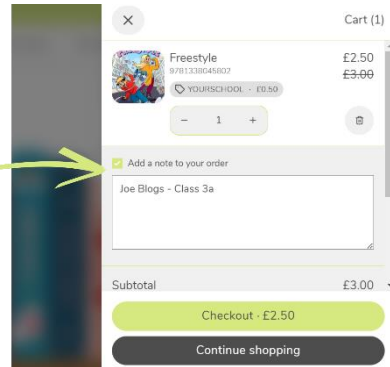 Cart (1)
Freestyle £2.50
9781338045802 £3.00
YOURSCHOOL - £0.50
− 1 +
Add a note to your order
Joe Blogs - Class 3a
Subtotal £3.00
Checkout · £2.50
Continue shopping